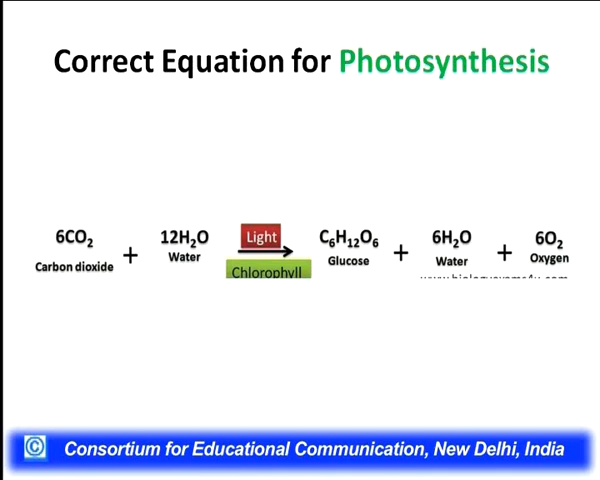 Correct Equation for Photosynthesis
6CO₂ + 12H₂O Light C₆H₁₂O₆ + 6H₂O + 6O₂
Carbon dioxide Water Chlorophyll Glucose Water Oxygen
© Consortium for Educational Communication, New Delhi, India